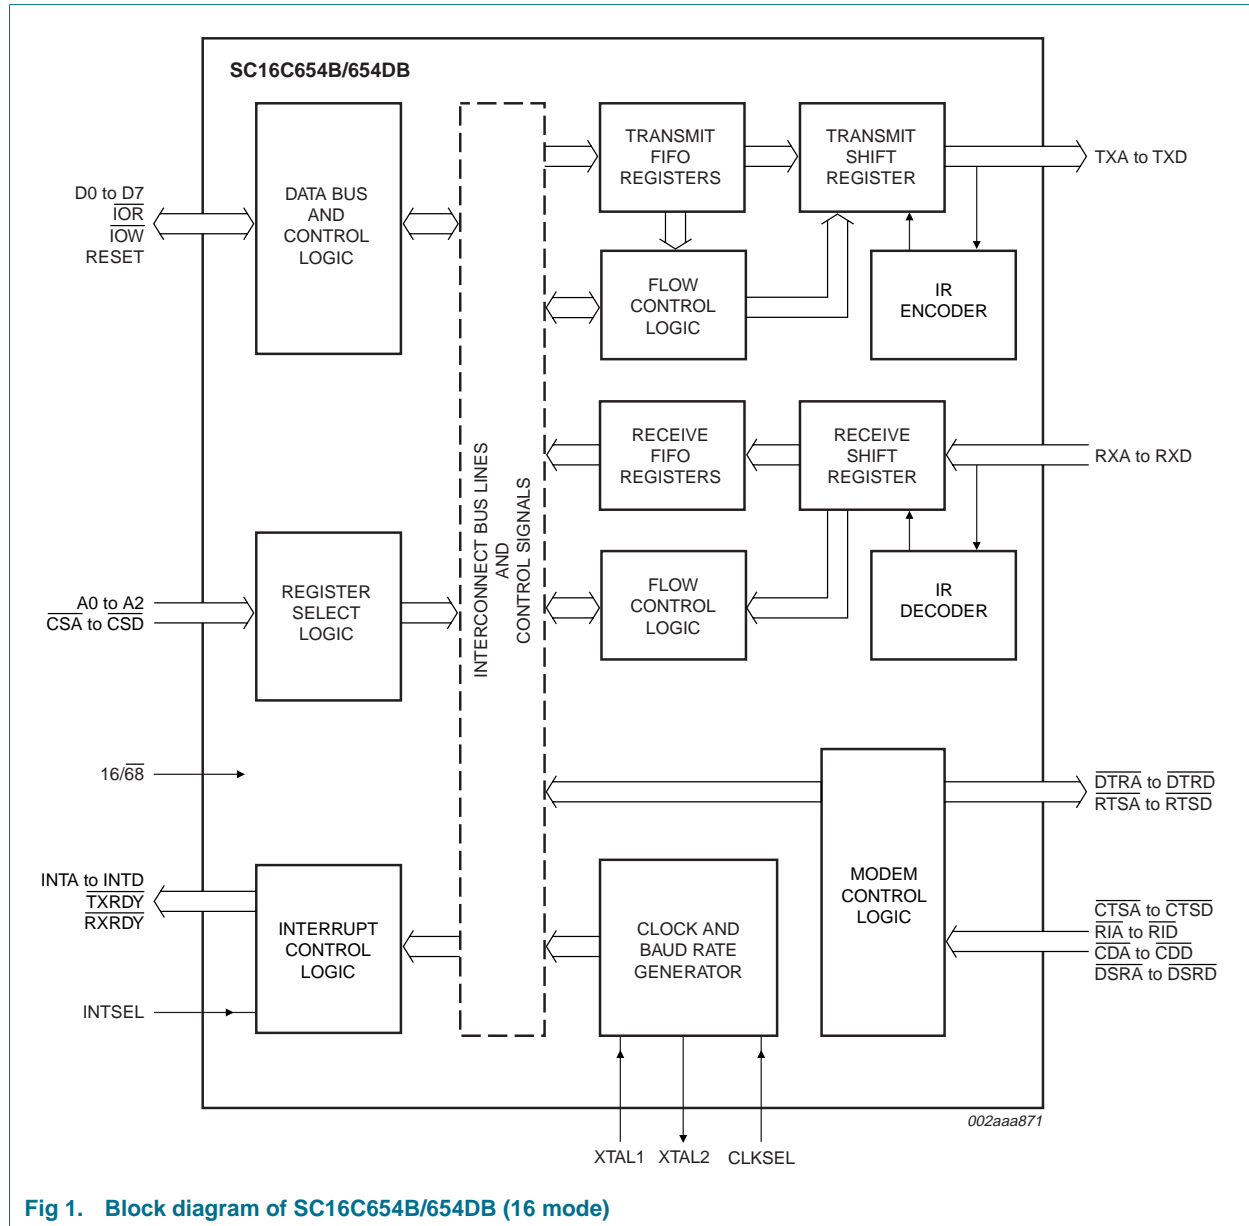 SC16C654B/654DB
D0 to D7
IOR
IOW
RESET
DATA BUS
AND
CONTROL
LOGIC
TRANSMIT
FIFO
REGISTERS
TRANSMIT
SHIFT
REGISTER
TXA to TXD
FLOW
CONTROL
LOGIC
IR
ENCODER
INTERCONNECT BUS LINES
AND
CONTROL SIGNALS
RECEIVE
FIFO
REGISTERS
RECEIVE
SHIFT
REGISTER
RXA to RXD
A0 to A2
CSA to CSD
REGISTER
SELECT
LOGIC
FLOW
CONTROL
LOGIC
IR
DECODER
16/68
DTRA to DTRD
RTSA to RTSD
MODEM
CONTROL
LOGIC
INTA to INTD
TXRDY
RXRDY
INTERRUPT
CONTROL
LOGIC
CLOCK AND
BAUD RATE
GENERATOR
CTSA to CTSD
RIA to RID
CDA to CDD
DSRA to DSRD
INTSEL
XTAL1 XTAL2 CLKSEL
002aaa871
Fig 1. Block diagram of SC16C654B/654DB (16 mode)